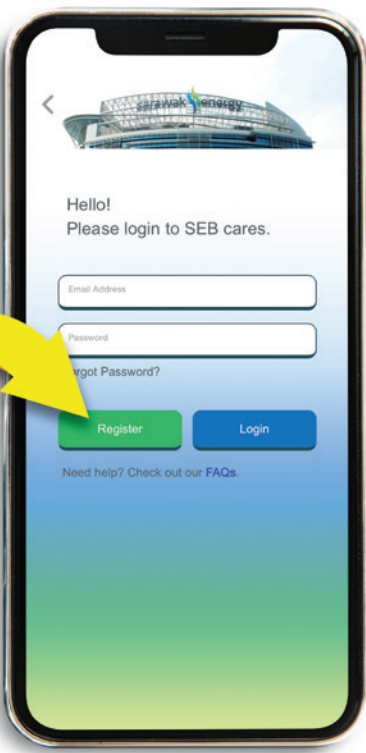 sarawak energy
Hello!
Please login to SEB cares.
Email Address
Password
orgot Password?
Register
Login
Need help? Check out our FAQs.